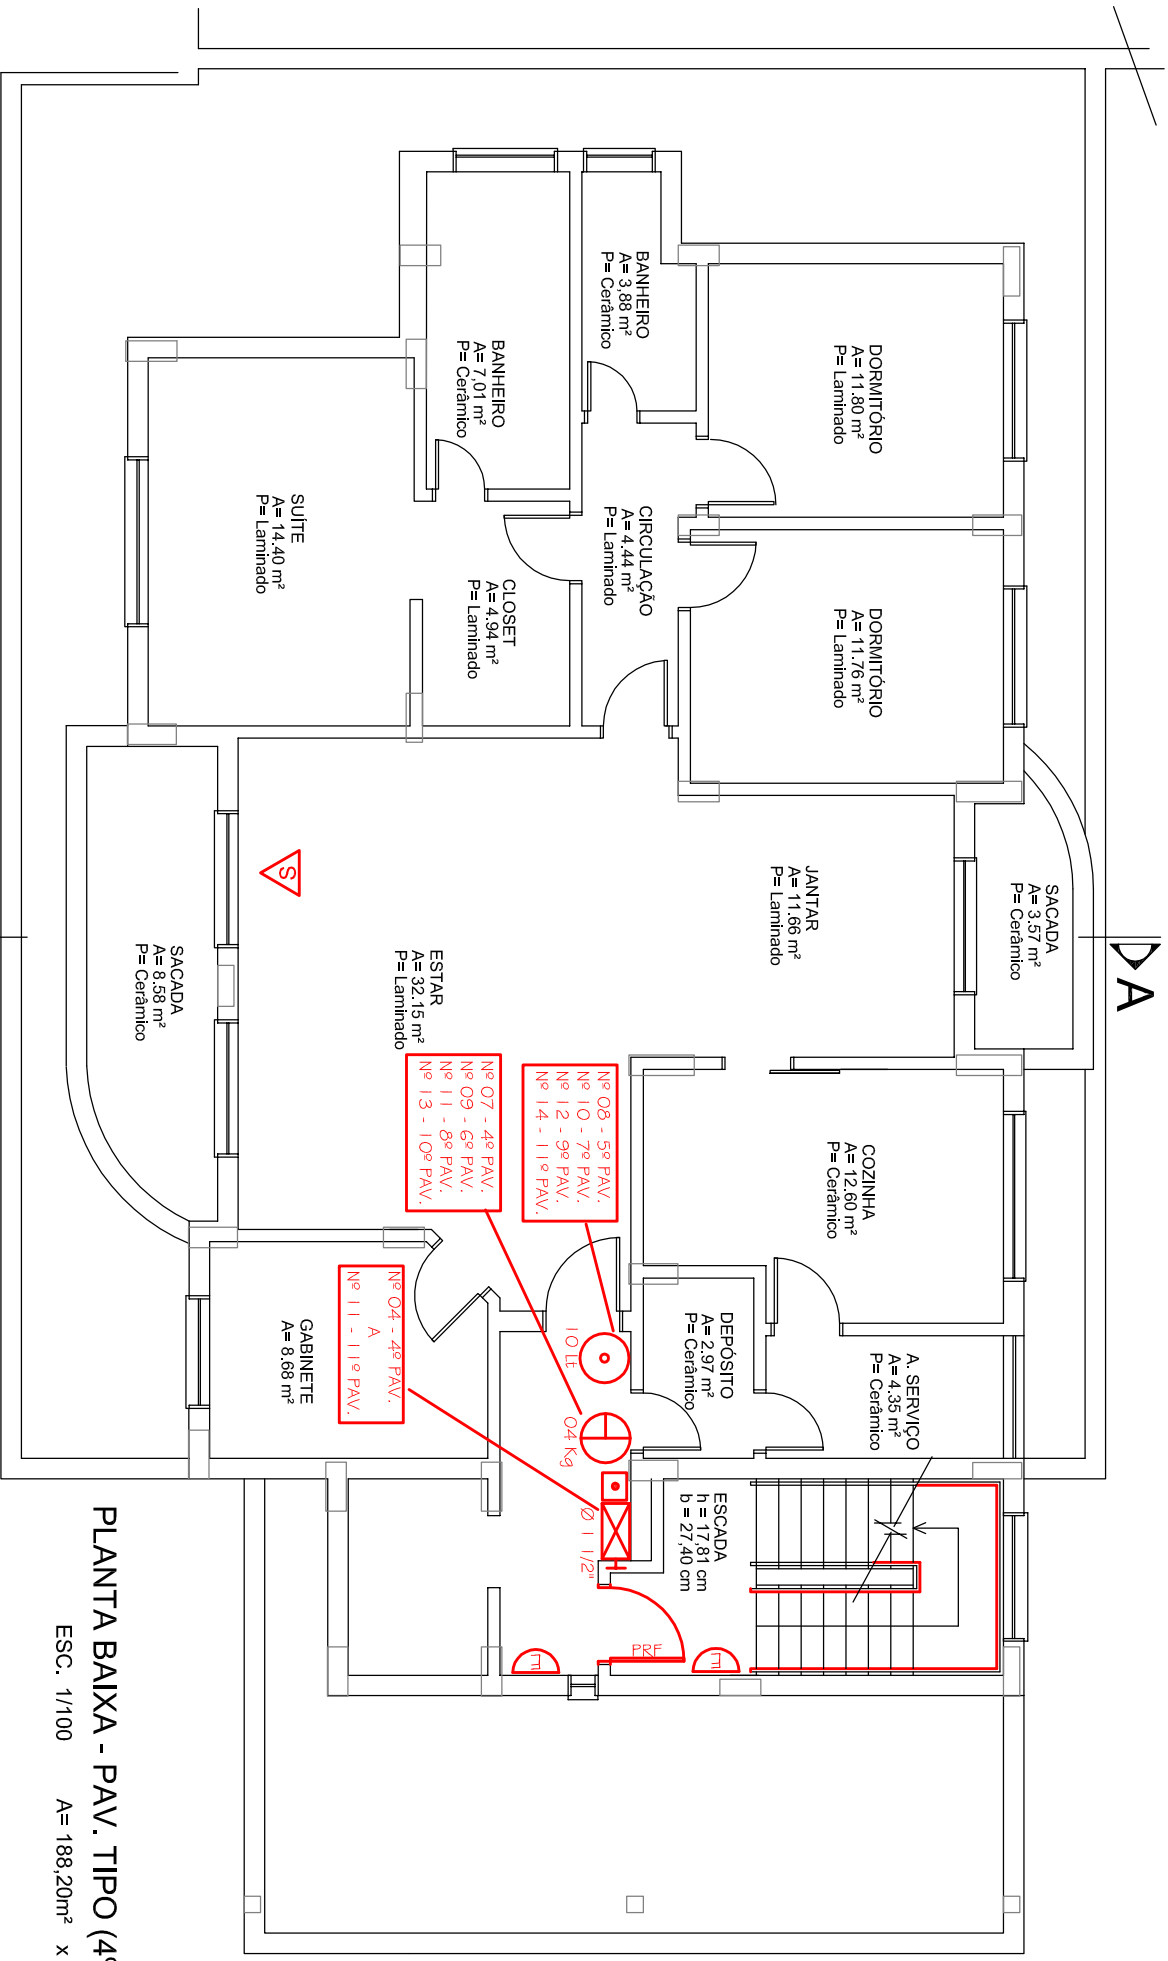 A
SACADA
A= 3.57 m²
P= Cerâmico
DORMITÓRIO
A= 11.80 m²
P= Laminado
DORMITÓRIO
A= 11.76 m²
P= Laminado
JANTAR
A= 11.66 m²
P= Laminado
COZINHA
A= 12.60 m²
P= Cerâmico
A. SERVIÇO
A= 4.35 m²
P= Cerâmico
BANHEIRO
A= 3,88 m²
P= Cerâmico
CIRCULAÇÃO
A= 4.44 m²
P= Laminado
DEPÓSITO
A= 2.97 m²
P= Cerâmico
ESCADA
h = 17,81 cm
b = 27,40 cm
E
PRF
E
BANHEIRO
A= 7,01 m²
P= Cerâmico
CLOSET
A= 4.94 m²
P= Laminado
Nº 08 - 5º PAV.
Nº 10 - 7º PAV.
Nº 12 - 9º PAV.
Nº 14 - 11º PAV.
10 Lt
04 Kg
Ø 1 1/2"
ESTAR
A= 32.15 m²
P= Laminado
Nº 07 - 4º PAV.
Nº 09 - 6º PAV.
Nº 11 - 8º PAV.
Nº 13 - 10º PAV.
Nº 04 - 4º PAV.
A
Nº 11 - 11º PAV.
SUÍTE
A= 14.40 m²
P= Laminado
S
GABINETE
A= 8.68 m²
SACADA
A= 8.58 m²
P= Cerâmico
PLANTA BAIXA - PAV. TIPO (4º
ESC. 1/100 A= 188,20m² x